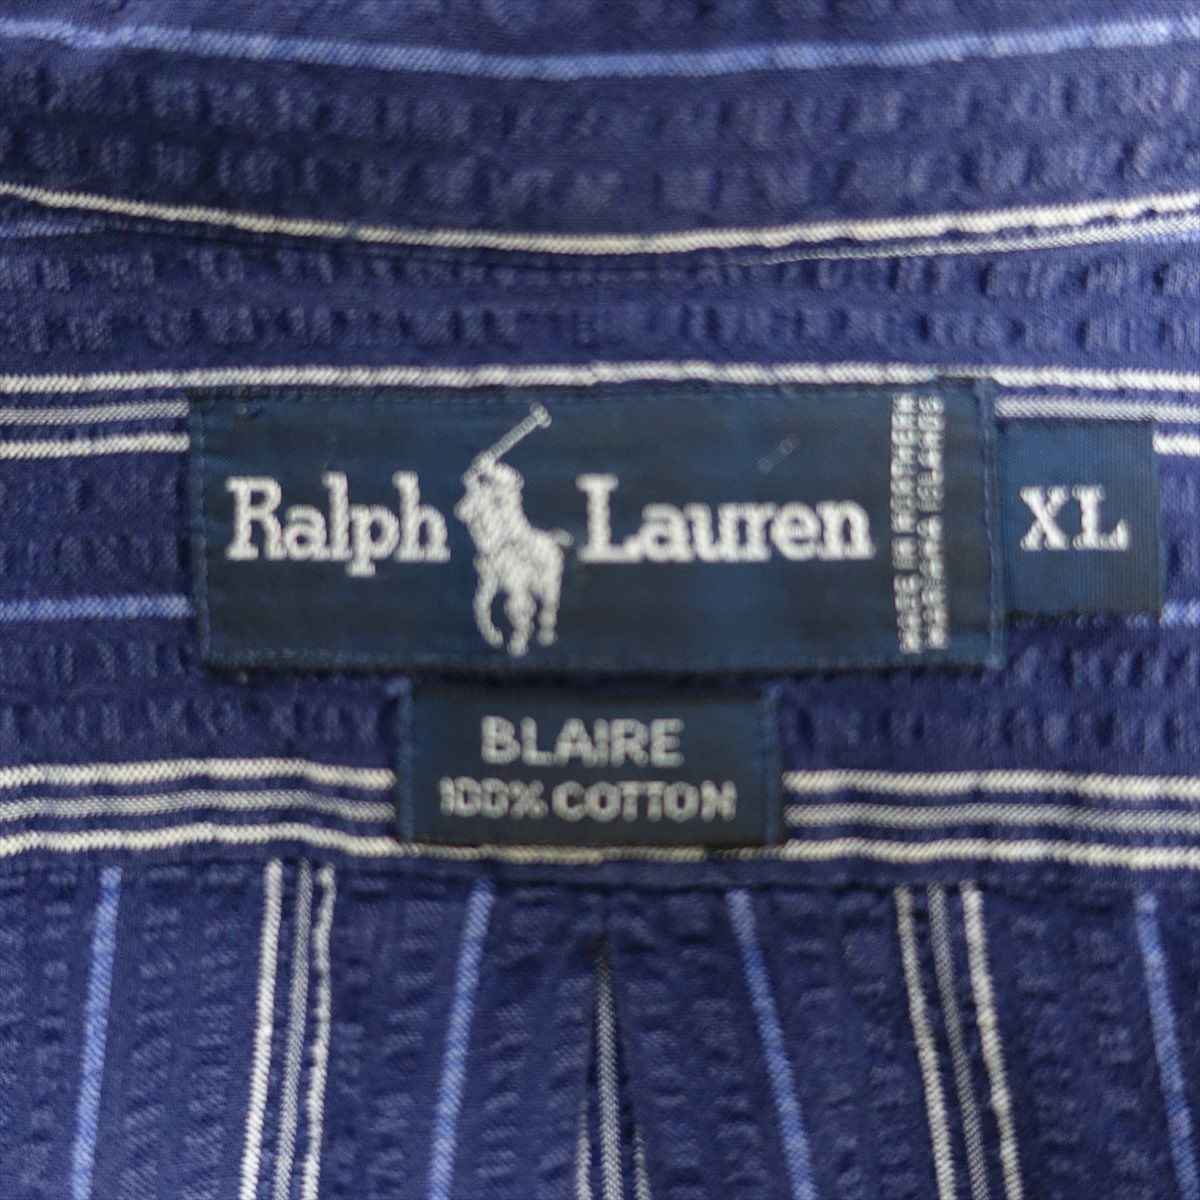 Ralph Lauren
MADE IN NORTHERN
MARIANA ISLANDS
XL
BLAIRE
100% COTTON